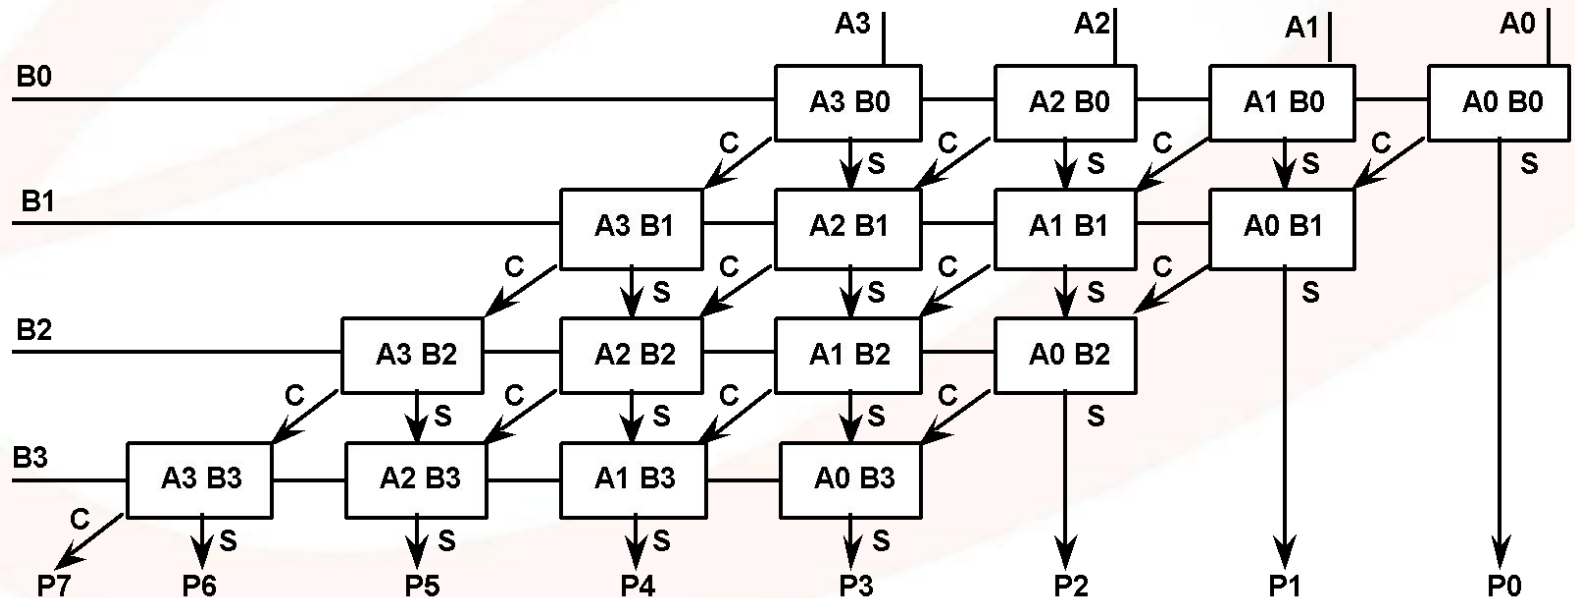 A3 A2 A1 A0
B0
A3 B0 A2 B0 A1 B0 A0 B0
C S C S C S C S
B1
A3 B1 A2 B1 A1 B1 A0 B1
C S C S C S C S
B2
A3 B2 A2 B2 A1 B2 A0 B2
C S C S C S C S
B3
A3 B3 A2 B3 A1 B3 A0 B3
C S S S S
P7 P6 P5 P4 P3 P2 P1 P0